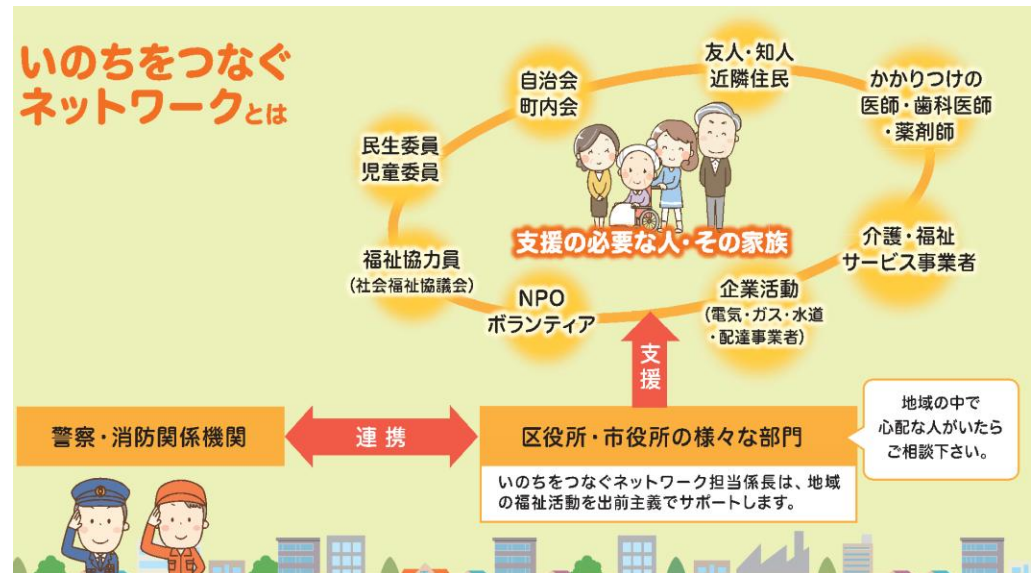 いのちをつなぐ
ネットワークとは
自治会
町内会
友人・知人
近隣住民
かかりつけの
医師・歯科医師
・薬剤師
民生委員
児童委員
支援の必要な人・その家族
介護・福祉
サービス事業者
福祉協力員
(社会福祉協議会)
NPO
ボランティア
企業活動
(電気・ガス・水道
・配達事業者)
支援
警察・消防関係機関
連携
区役所・市役所の様々な部門
いのちをつなぐネットワーク担当係長は、地域
の福祉活動を出前主義でサポートします。
地域の中で
心配な人がいたら
ご相談下さい。